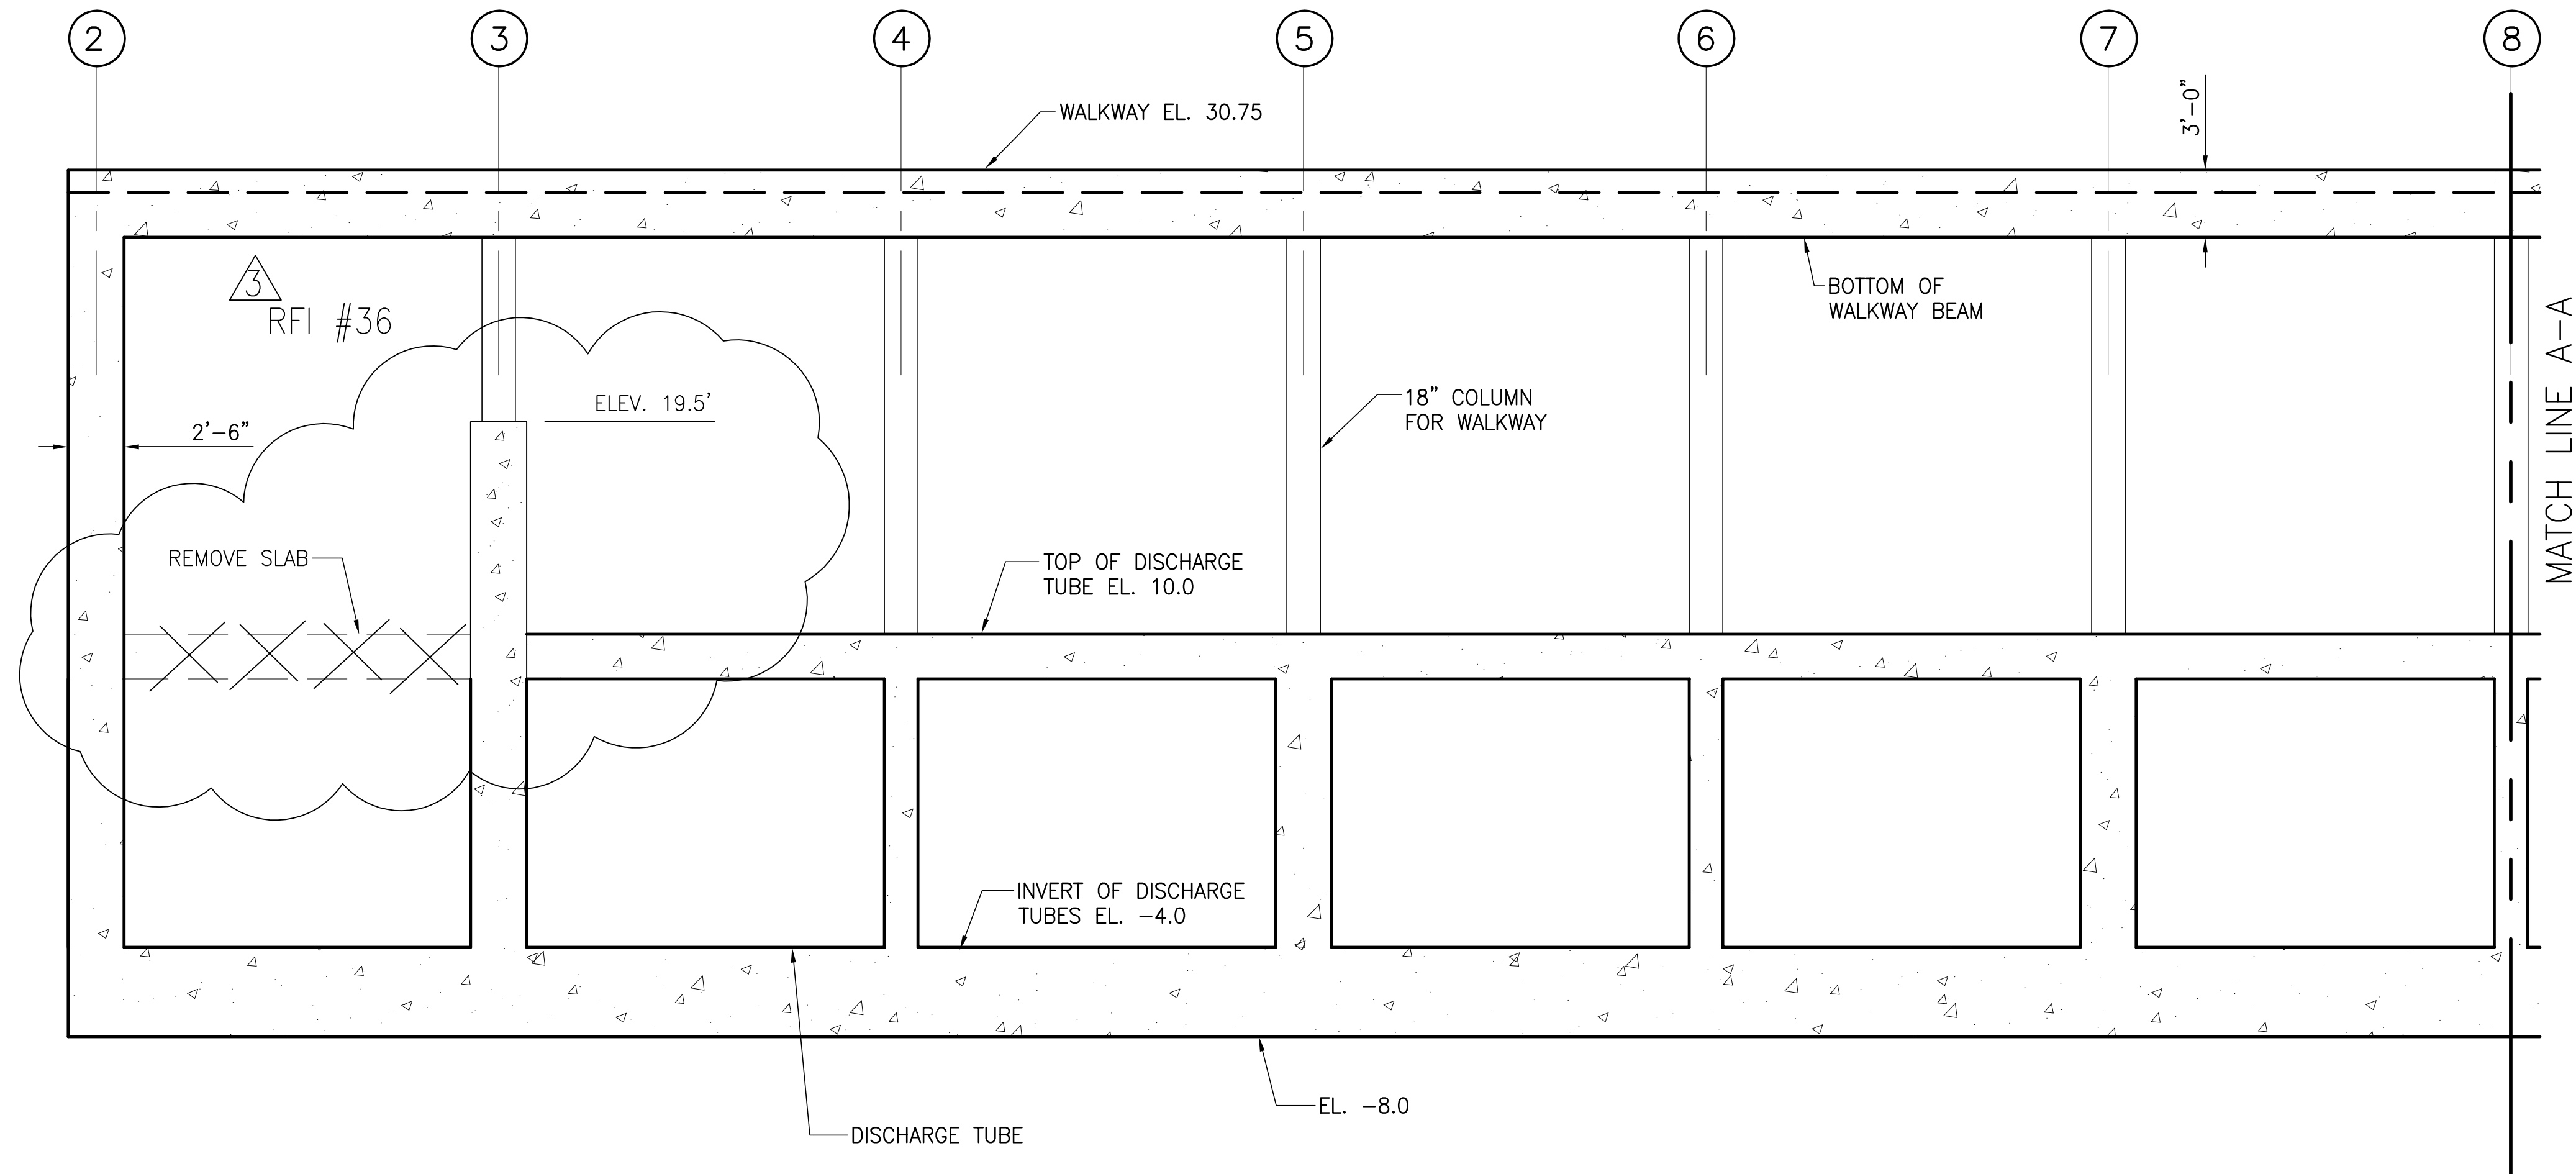 2 3 4 5 6 7 8
WALKWAY EL. 30.75
3'-0"
3
RFI #36
BOTTOM OF
WALKWAY BEAM
MATCH LINE A-A
ELEV. 19.5'
18" COLUMN
FOR WALKWAY
2'-6"
REMOVE SLAB
TOP OF DISCHARGE
TUBE EL. 10.0
INVERT OF DISCHARGE
TUBES EL. -4.0
EL. -8.0
DISCHARGE TUBE